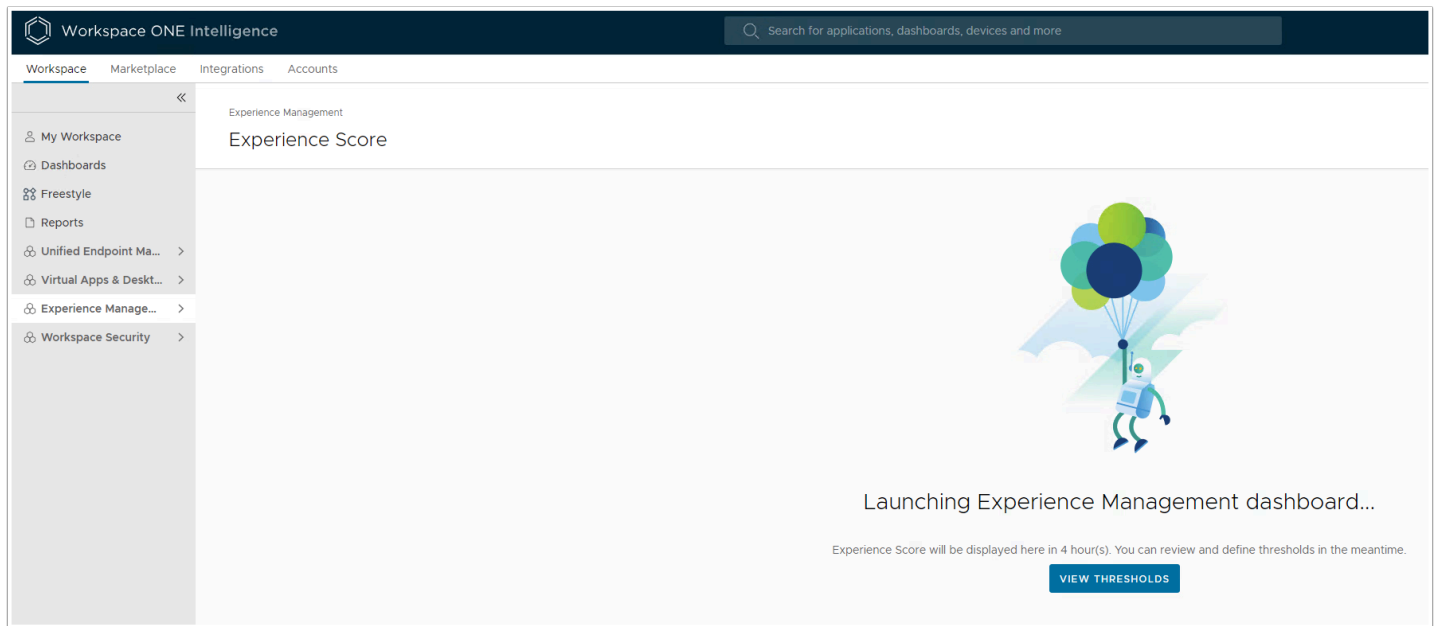 Workspace ONE Intelligence
Search for applications, dashboards, devices and more
Workspace Marketplace Integrations Accounts
Experience Management
Experience Score
My Workspace
Dashboards
Freestyle
Reports
Unified Endpoint Ma...
Virtual Apps & Deskt...
Experience Manage...
Workspace Security
Launching Experience Management dashboard...
Experience Score will be displayed here in 4 hour(s). You can review and define thresholds in the meantime.
VIEW THRESHOLDS